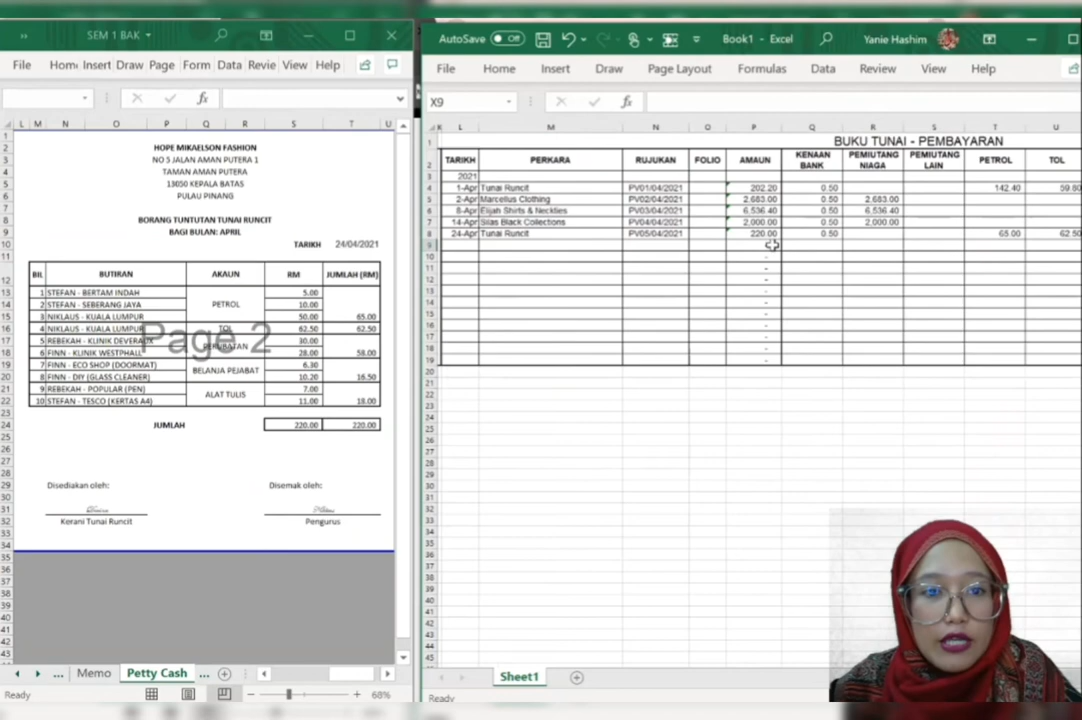 SEM 1 BAK
File Home Insert Draw Page Form Data Revie View Help
fx
L M N O P Q R S T U
HOPE MIKAELSON FASHION
NO 5 JALAN AMAN PUTERA 1
TAMAN AMAN PUTERA
13050 KEPALA BATAS
PULAU PINANG
BORANG TUNTUTAN TUNAI RUNCIT
BAGI BULAN: APRIL
TARIKH 24/04/2021
BIL BUTIRAN AKAUN RM JUMLAH (RM)
1 STEFAN - BERTAM INDAH 5.00
2 STEFAN - SEBERANG JAYA PETROL 10.00
3 NIKLAUS - KUALA LUMPUR 50.00 65.00
4 NIKLAUS - KUALA LUMPUR TOL 62.50 62.50
5 REBEKAH - KLINIK DEVERAUX PERUBATAN 30.00
6 FINN - KLINIK WESTPHALL 28.00 58.00
7 FINN - ECO SHOP (DOORMAT) BELANJA PEJABAT 6.30
8 FINN - DIY (GLASS CLEANER) 10.20 16.50
9 REBEKAH - POPULAR (PEN) ALAT TULIS 7.00
10 STEFAN - TESCO (KERTAS A4) 11.00 18.00
JUMLAH 220.00 220.00
Page 2
Disediakan oleh: Disemak oleh:
Kerani Tunai Runcit Pengurus
... Memo Petty Cash ...
Ready 68%
AutoSave Off Book1 - Excel Yanie Hashim
File Home Insert Draw Page Layout Formulas Data Review View Help
X9 fx
K L M N O P Q R S T U
BUKU TUNAI - PEMBAYARAN
TARIKH PERKARA RUJUKAN FOLIO AMAUN KENAAN BANK PEMIUTANG NIAGA PEMIUTANG LAIN PETROL TOL
2021
1-Apr Tunai Runcit PV01/04/2021 202.20 0.50 142.40 59.80
2-Apr Marcellus Clothing PV02/04/2021 2,683.00 0.50 2,683.00
8-Apr Elijah Shirts & Neckties PV03/04/2021 6,536.40 0.50 6,536.40
14-Apr Silas Black Collections PV04/04/2021 2,000.00 0.50 2,000.00
24-Apr Tunai Runcit PV05/04/2021 220.00 0.50 65.00 62.50
Sheet1
Ready